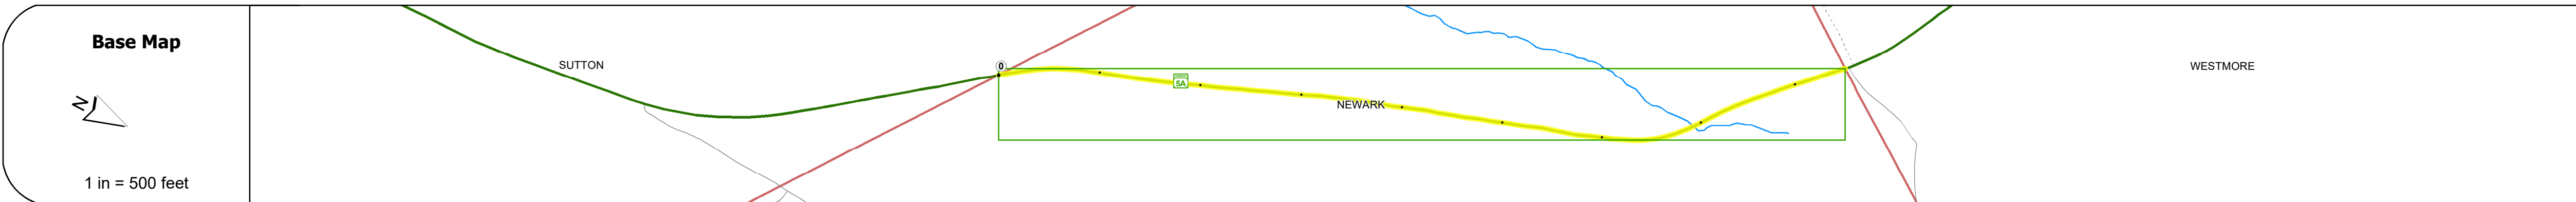 Base Map
N
1 in = 500 feet
SUTTON
0
5A
NEWARK
WESTMORE